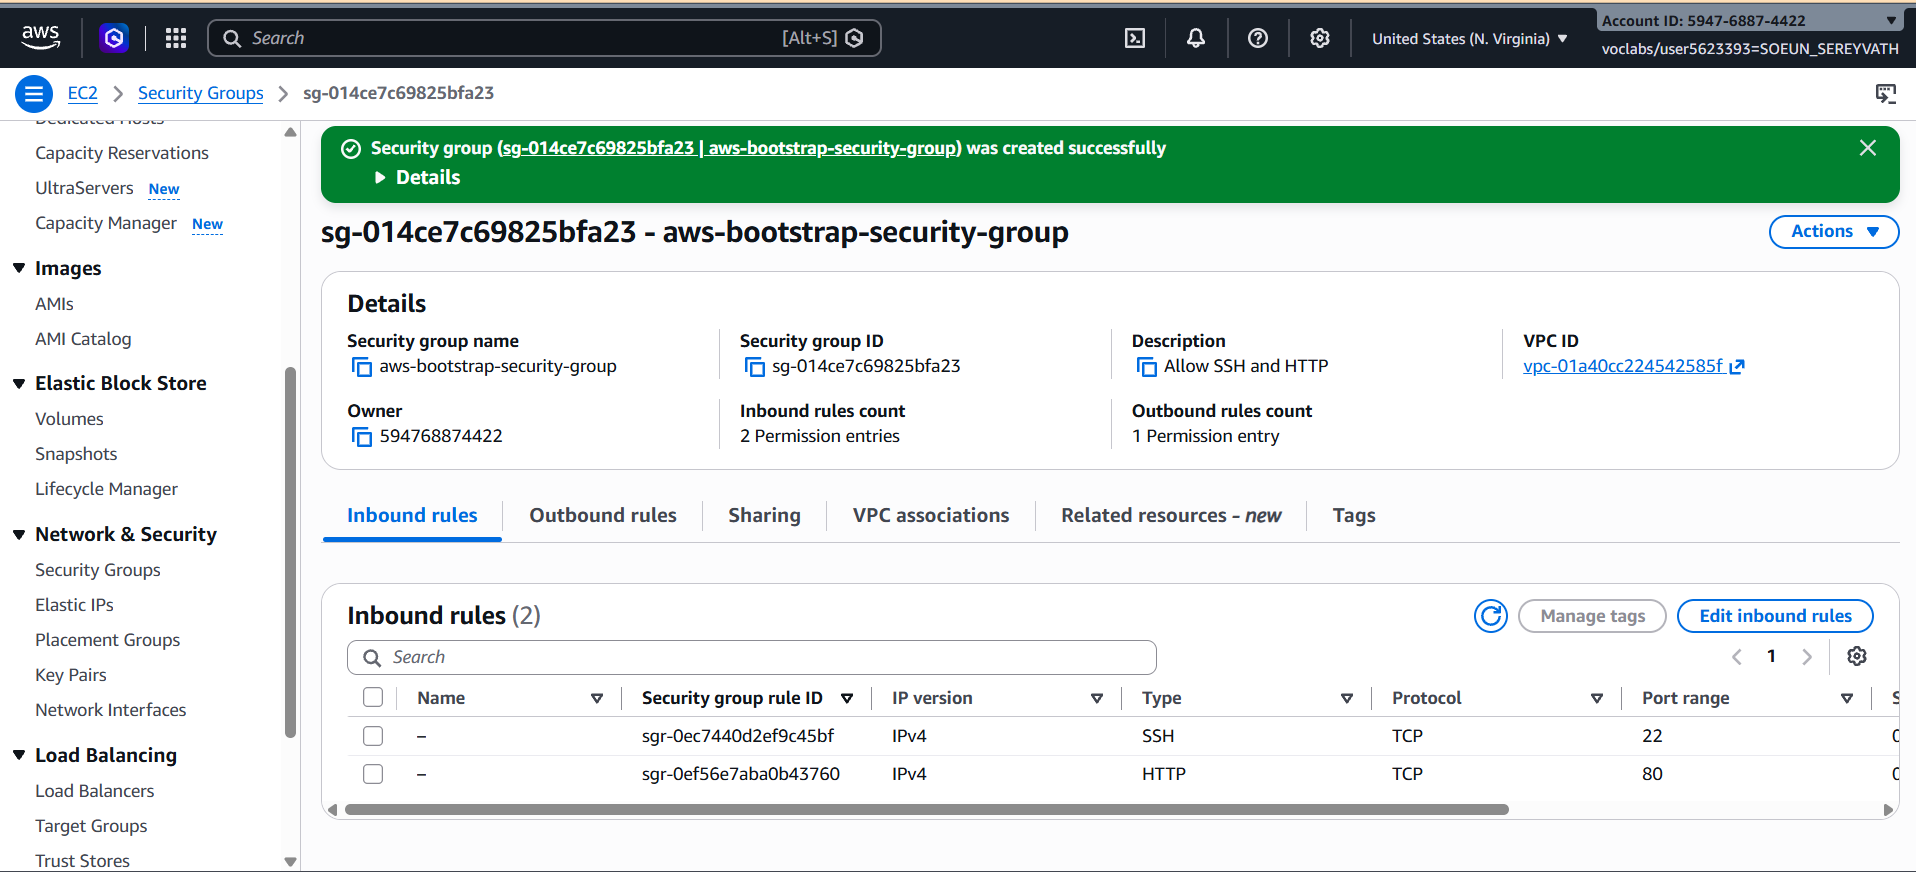 aws
Search
[Alt+S]
United States (N. Virginia)
Account ID: 5947-6887-4422
voclabs/user5623393=SOEUN_SEREYVATH
EC2 > Security Groups > sg-014ce7c69825bfa23
Dedicated Hosts
Capacity Reservations
UltraServers New
Capacity Manager New
Images
AMIs
AMI Catalog
Elastic Block Store
Volumes
Snapshots
Lifecycle Manager
Network & Security
Security Groups
Elastic IPs
Placement Groups
Key Pairs
Network Interfaces
Load Balancing
Load Balancers
Target Groups
Trust Stores
Security group (sg-014ce7c69825bfa23 | aws-bootstrap-security-group) was created successfully
Details
sg-014ce7c69825bfa23 - aws-bootstrap-security-group
Actions
Details
Security group name
aws-bootstrap-security-group
Security group ID
sg-014ce7c69825bfa23
Description
Allow SSH and HTTP
VPC ID
vpc-01a40cc224542585f
Owner
594768874422
Inbound rules count
2 Permission entries
Outbound rules count
1 Permission entry
Inbound rules Outbound rules Sharing VPC associations Related resources - new Tags
Inbound rules (2)
Manage tags
Edit inbound rules
Search
1
Name Security group rule ID IP version Type Protocol Port range
– sgr-0ec7440d2ef9c45bf IPv4 SSH TCP 22
– sgr-0ef56e7aba0b43760 IPv4 HTTP TCP 80